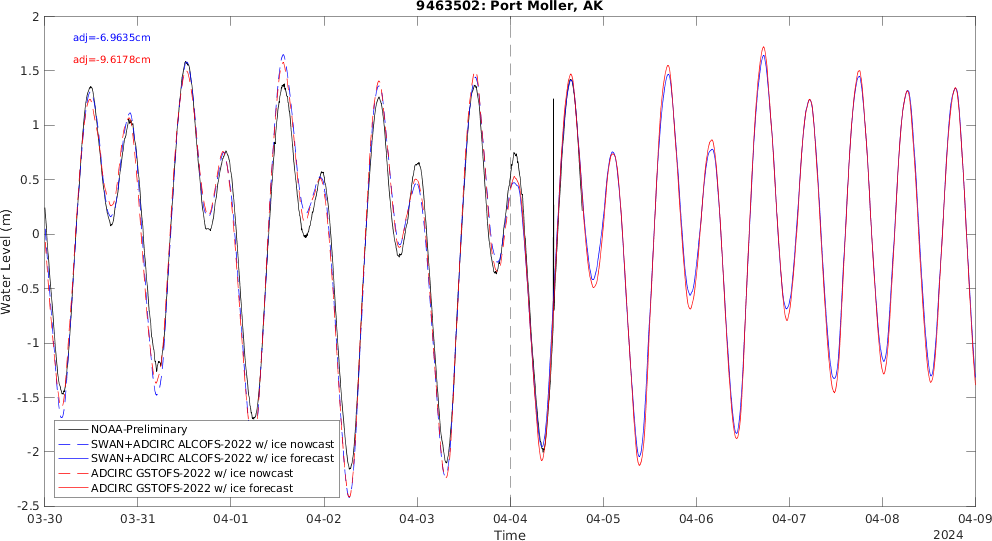 9463502: Port Moller, AK
adj=-6.9635cm
adj=-9.6178cm
Water Level (m)
2
1.5
1
0.5
0
-0.5
-1
-1.5
-2
-2.5
NOAA-Preliminary
SWAN+ADCIRC ALCOFS-2022 w/ ice nowcast
SWAN+ADCIRC ALCOFS-2022 w/ ice forecast
ADCIRC GSTOFS-2022 w/ ice nowcast
ADCIRC GSTOFS-2022 w/ ice forecast
03-30 03-31 04-01 04-02 04-03 04-04 04-05 04-06 04-07 04-08 04-09
Time
2024